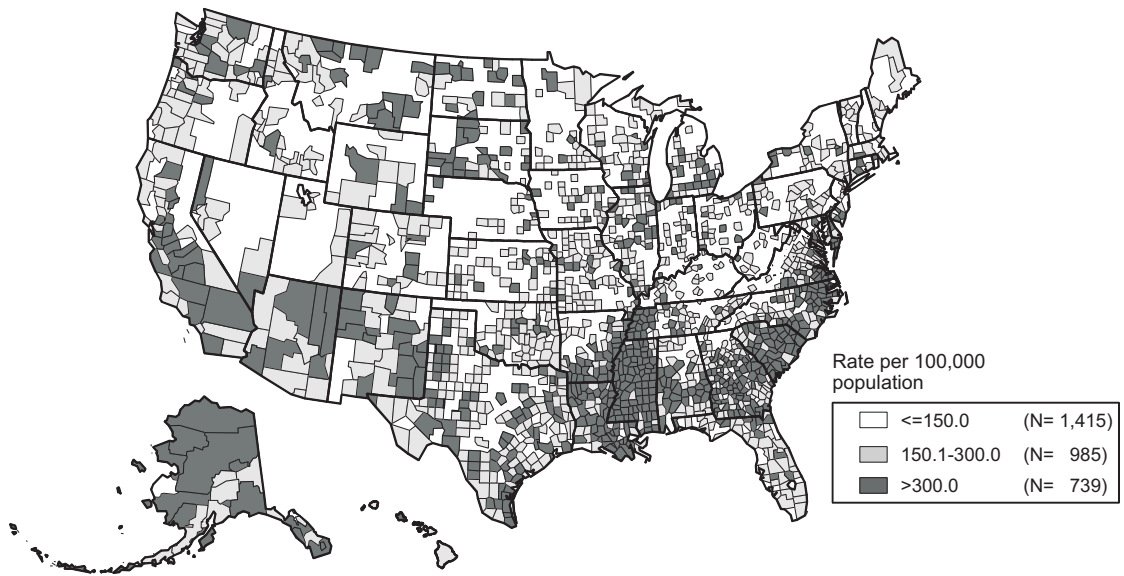 Rate per 100,000
population
<=150.0 (N= 1,415)
150.1-300.0 (N= 985)
>300.0 (N= 739)